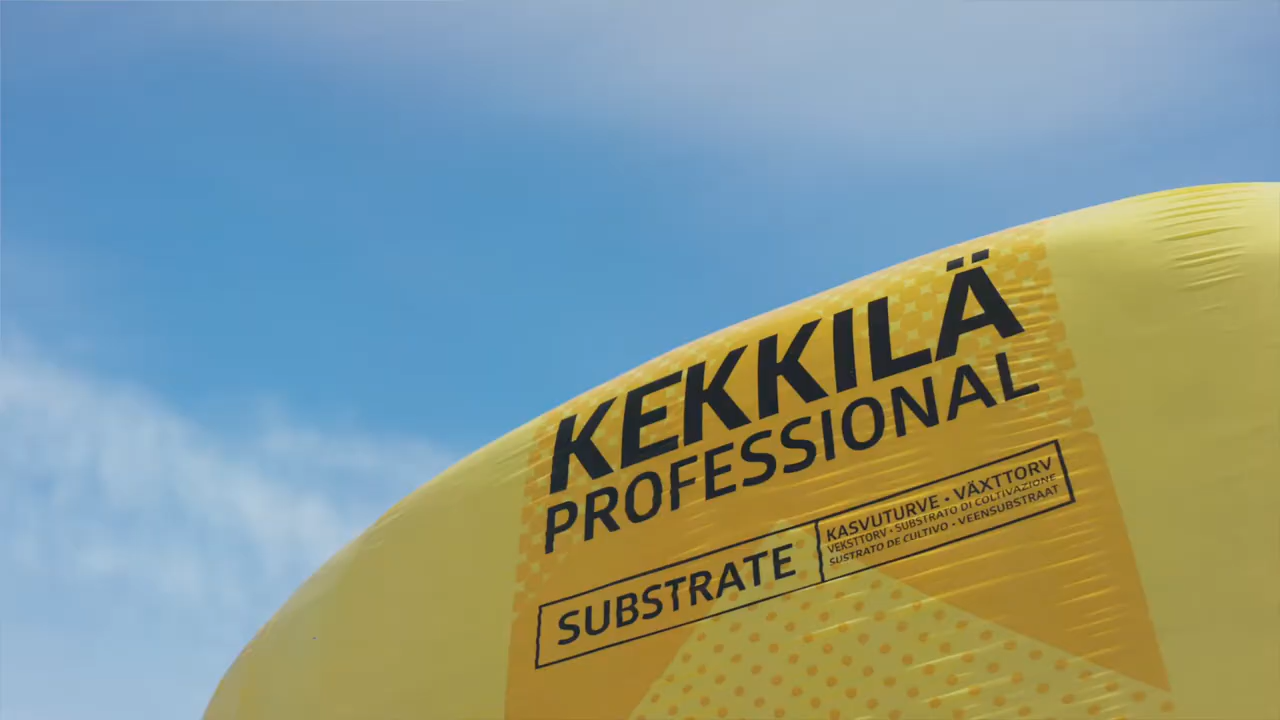 KEKKILÄ
PROFESSIONAL
SUBSTRATE
KASVUTURVE • VÄXTTORV
VEKSTTORV • SUBSTRATO DI COLTIVAZIONE
SUSTRATO DE CULTIVO • VEENSUBSTRAAT